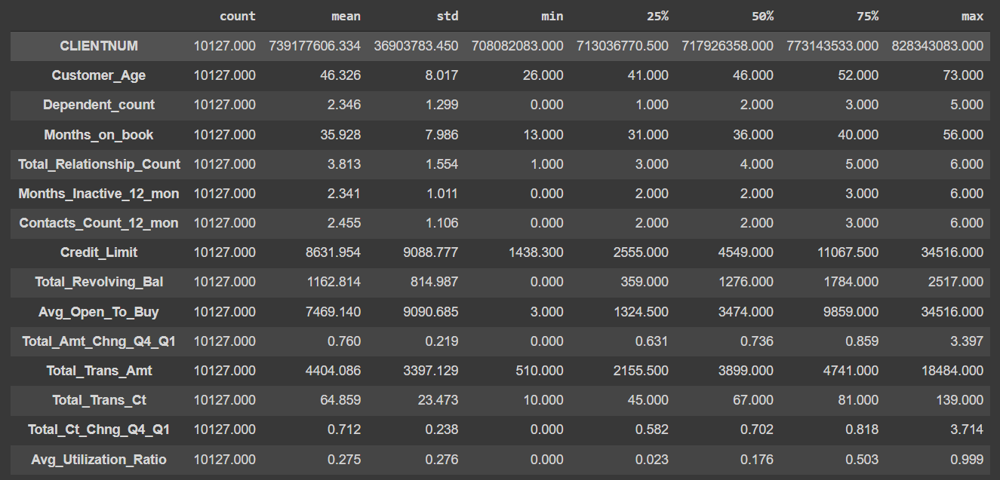 count mean std min 25% 50% 75% max
CLIENTNUM 10127.000 739177606.334 36903783.450 708082083.000 713036770.500 717926358.000 773143533.000 828343083.000
Customer_Age 10127.000 46.326 8.017 26.000 41.000 46.000 52.000 73.000
Dependent_count 10127.000 2.346 1.299 0.000 1.000 2.000 3.000 5.000
Months_on_book 10127.000 35.928 7.986 13.000 31.000 36.000 40.000 56.000
Total_Relationship_Count 10127.000 3.813 1.554 1.000 3.000 4.000 5.000 6.000
Months_Inactive_12_mon 10127.000 2.341 1.011 0.000 2.000 2.000 3.000 6.000
Contacts_Count_12_mon 10127.000 2.455 1.106 0.000 2.000 2.000 3.000 6.000
Credit_Limit 10127.000 8631.954 9088.777 1438.300 2555.000 4549.000 11067.500 34516.000
Total_Revolving_Bal 10127.000 1162.814 814.987 0.000 359.000 1276.000 1784.000 2517.000
Avg_Open_To_Buy 10127.000 7469.140 9090.685 3.000 1324.500 3474.000 9859.000 34516.000
Total_Amt_Chng_Q4_Q1 10127.000 0.760 0.219 0.000 0.631 0.736 0.859 3.397
Total_Trans_Amt 10127.000 4404.086 3397.129 510.000 2155.500 3899.000 4741.000 18484.000
Total_Trans_Ct 10127.000 64.859 23.473 10.000 45.000 67.000 81.000 139.000
Total_Ct_Chng_Q4_Q1 10127.000 0.712 0.238 0.000 0.582 0.702 0.818 3.714
Avg_Utilization_Ratio 10127.000 0.275 0.276 0.000 0.023 0.176 0.503 0.999